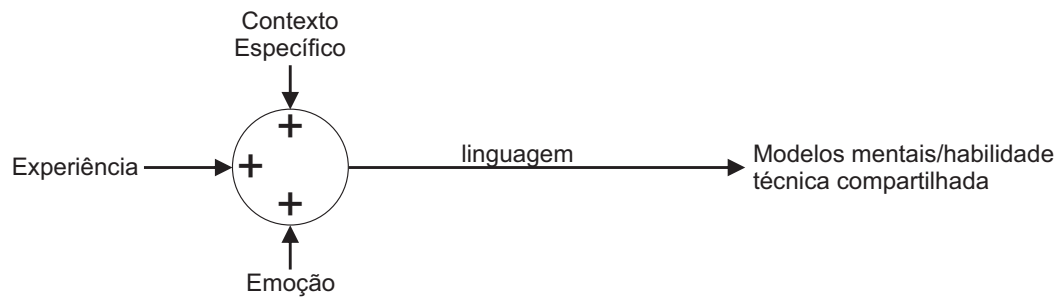 Contexto
Específico
+
Experiência
+
linguagem
Modelos mentais/habilidade
técnica compartilhada
+
Emoção